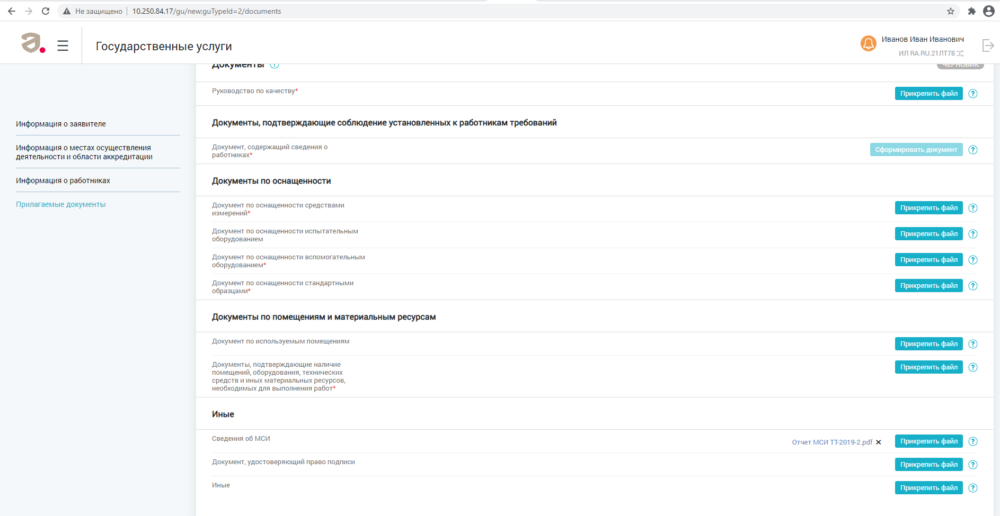 Не защищено
10.250.84.17/gu/new;guTypeId=2/documents
Государственные услуги
Иванов Иван Иванович
ИЛ RA.RU.21ЛТ78
Документы ?
ЧЕРНОВИК
Информация о заявителе
Информация о местах осуществления
деятельности и области аккредитации
Информация о работниках
Прилагаемые документы
Руководство по качеству*
Прикрепить файл ?
Документы, подтверждающие соблюдение установленных к работникам требований
Документ, содержащий сведения о
работниках*
Сформировать документ ?
Документы по оснащенности
Документ по оснащенности средствами
измерений*
Прикрепить файл ?
Документ по оснащенности испытательным
оборудованием
Прикрепить файл ?
Документ по оснащенности вспомогательным
оборудованием*
Прикрепить файл ?
Документ по оснащенности стандартными
образцами*
Прикрепить файл ?
Документы по помещениям и материальным ресурсам
Документ по используемым помещениям
Прикрепить файл ?
Документы, подтверждающие наличие
помещений, оборудования, технических
средств и иных материальных ресурсов,
необходимых для выполнения работ*
Прикрепить файл ?
Иные
Сведения об МСИ
Отчет МСИ ТТ-2019-2.pdf
Прикрепить файл ?
Документ, удостоверяющий право подписи
Прикрепить файл ?
Иные
Прикрепить файл ?